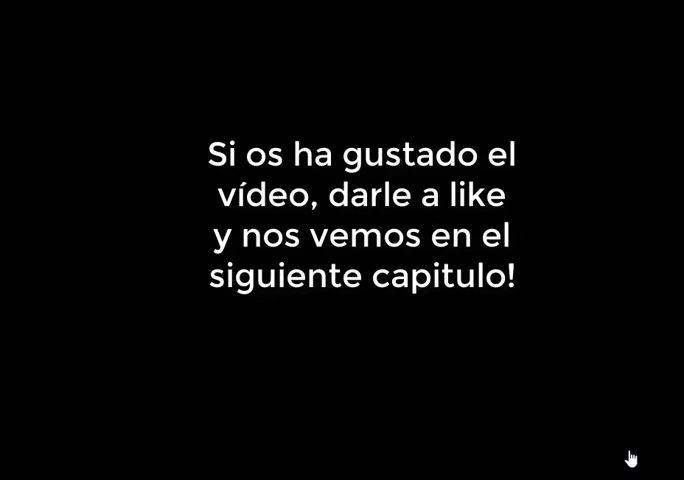 Si os ha gustado el
vídeo, darle a like
y nos vemos en el
siguiente capitulo!